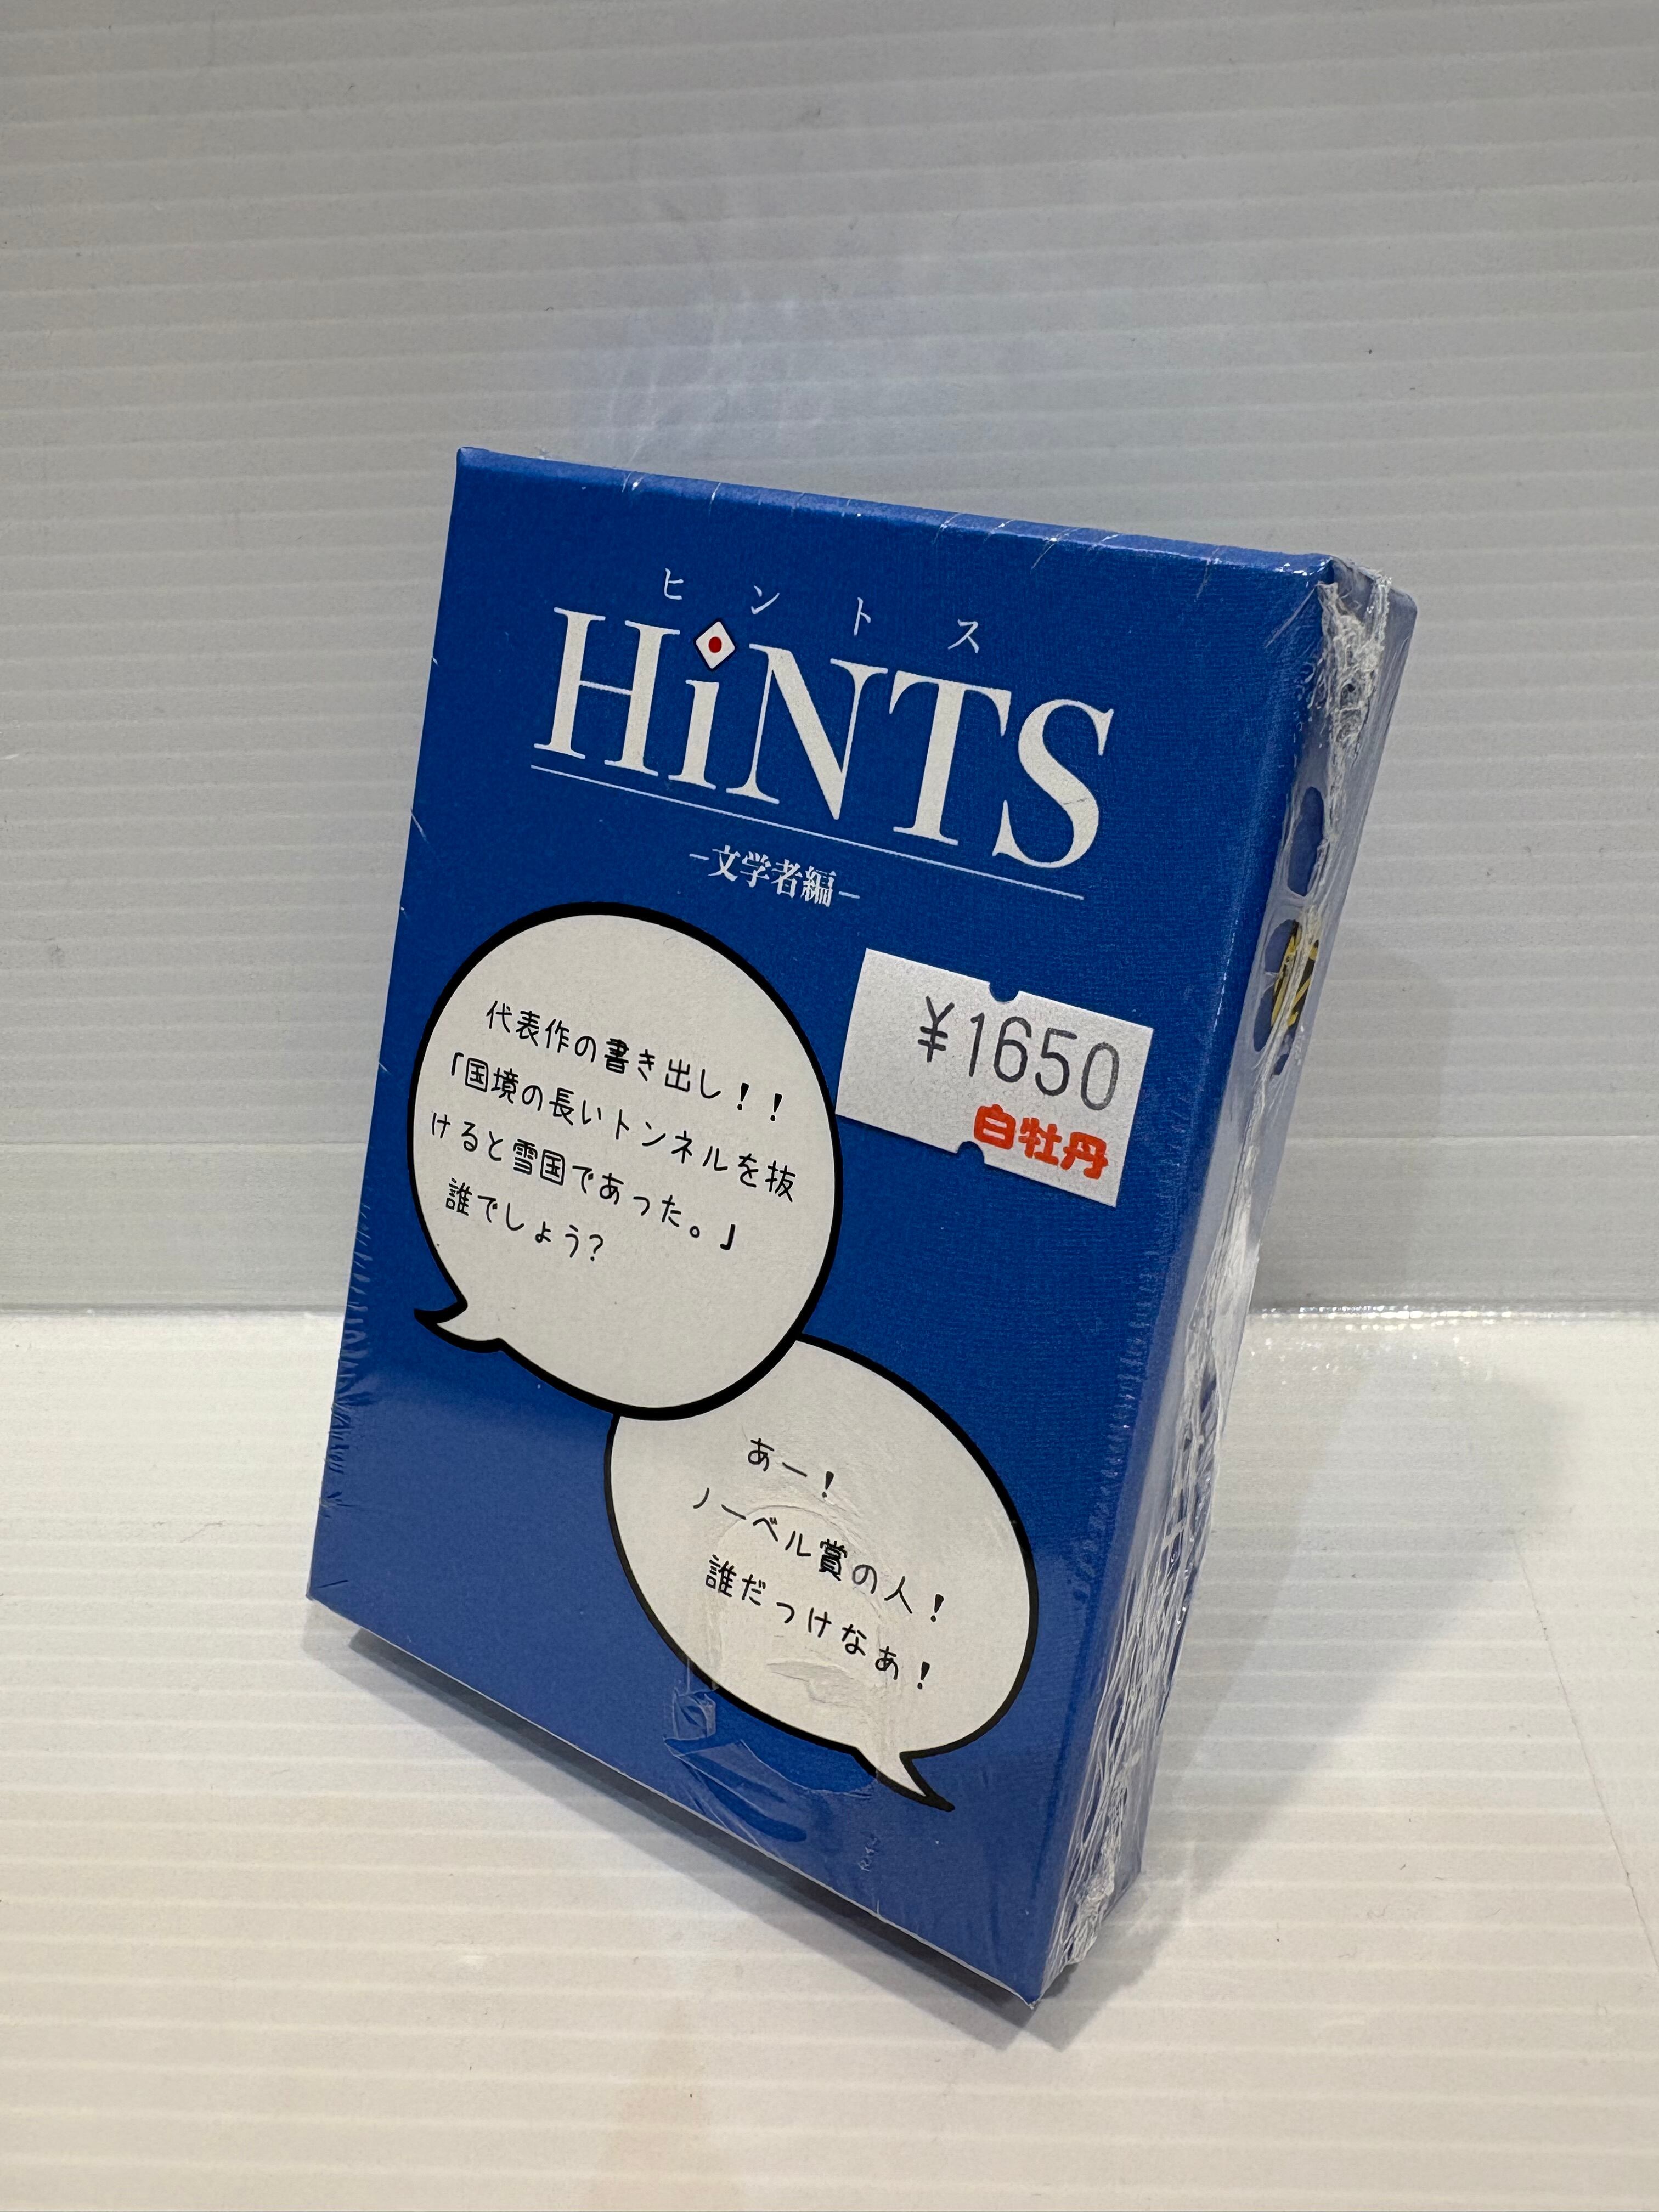 ヒントス
HiNTS
-文学者編-
代表作の書き出し！！
「国境の長いトンネルを抜
けると雪国であった。」
誰でしょう?
¥1650
白牡丹
あー！
ノーベル賞の人！
誰だっけなぁ！